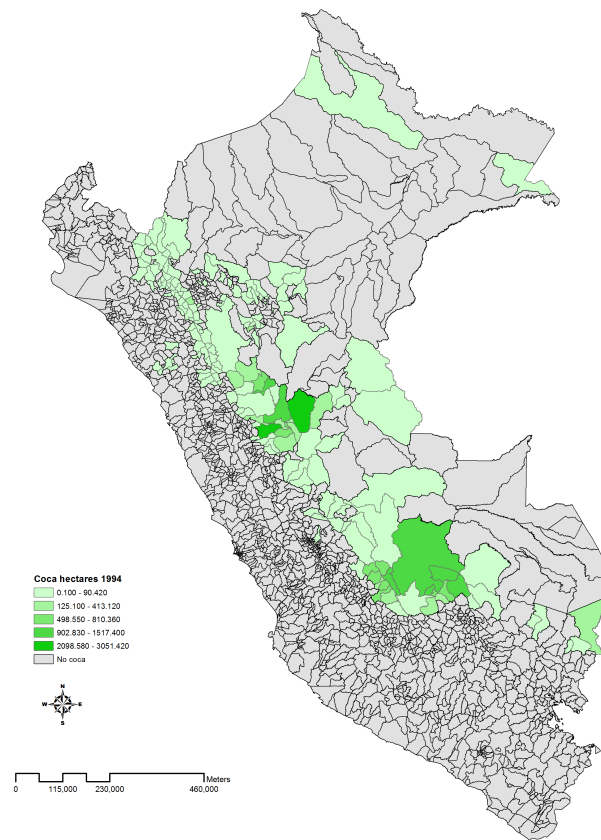 Coca hectares 1994
0.100 - 90.420
125.100 - 413.120
498.550 - 810.360
902.830 - 1517.400
2098.580 - 3051.420
No coca
N
W E
S
Meters
0 115,000 230,000 460,000